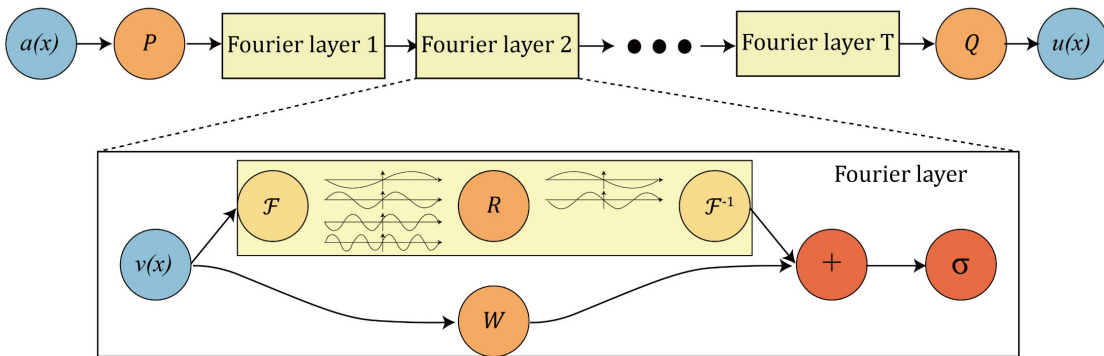 a(x) P Fourier layer 1 Fourier layer 2 Fourier layer T Q u(x)
Fourier layer
ℱ R ℱ⁻¹
v(x) + σ
W